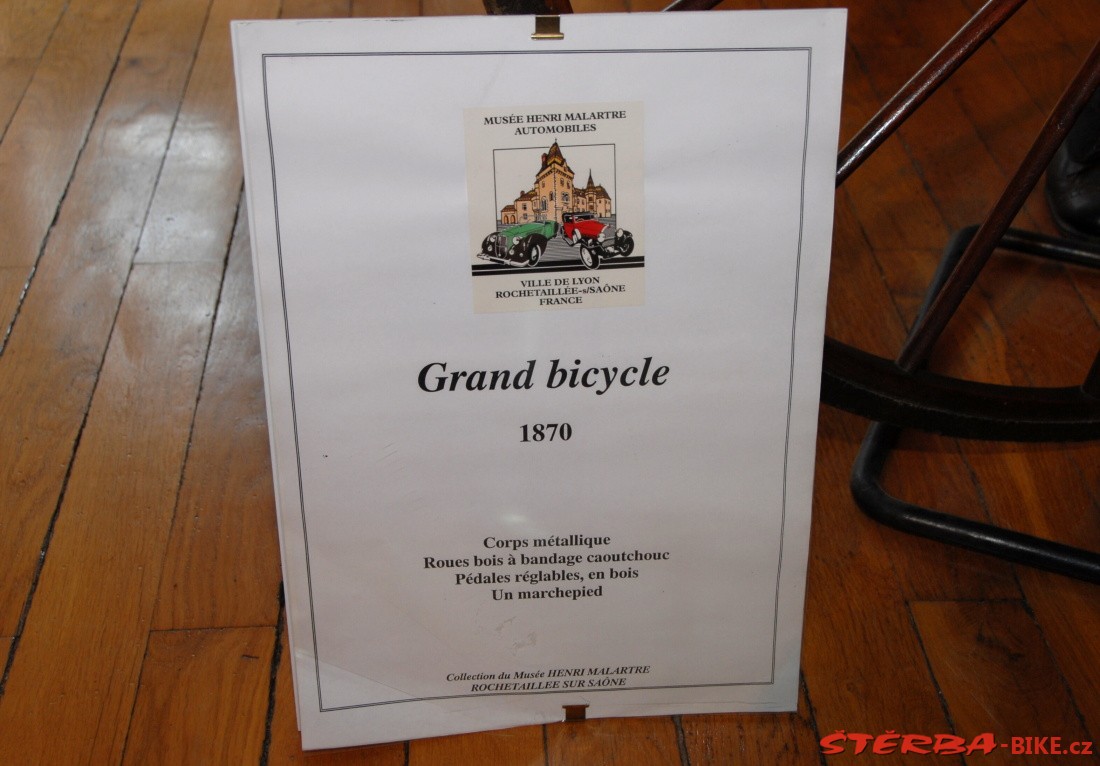 MUSÉE HENRI MALARTRE
AUTOMOBILES
VILLE DE LYON
ROCHETAILLÉE-s/SAÔNE
FRANCE
Grand bicycle
1870
Corps métallique
Roues bois à bandage caoutchouc
Pédales réglables, en bois
Un marchepied
Collection du Musée HENRI MALARTRE
ROCHETAILLEE SUR SAÔNE
ŠTĚRBA-BIKE.cz